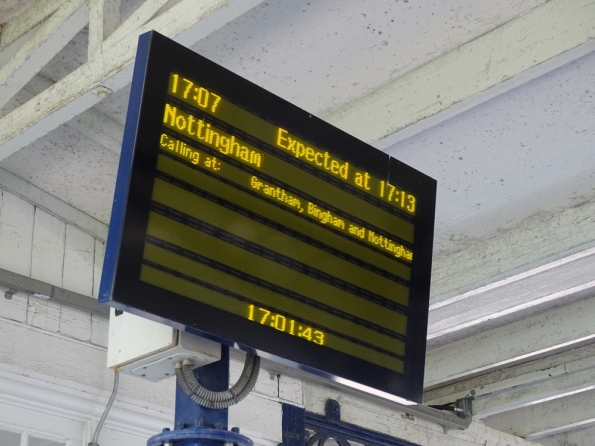 17:07 Expected at 17:13
Nottingham
Calling at: Grantham, Bingham and Nottingham
17:01:43